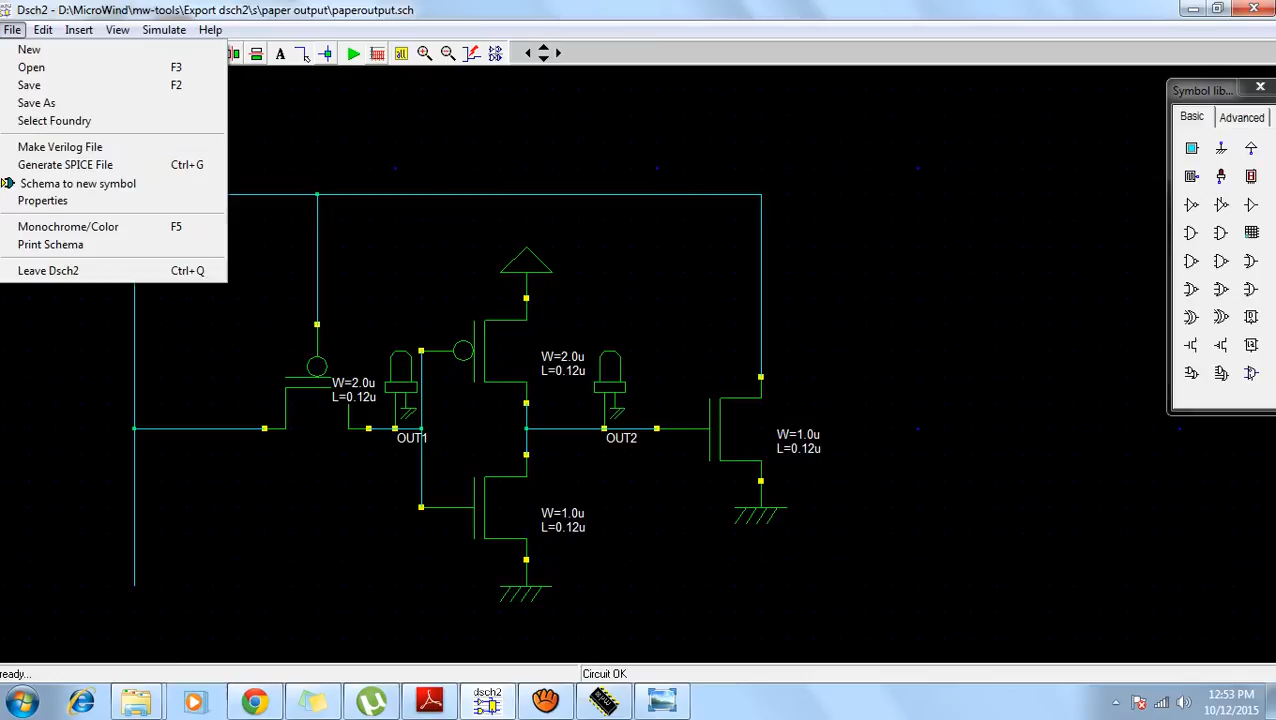 Dsch2 - D:\MicroWind\mw-tools\Export dsch2\s\paper output\paperoutput.sch
File Edit Insert View Simulate Help
New
Open F3
Save F2
Save As
Select Foundry
Make Verilog File
Generate SPICE File Ctrl+G
Schema to new symbol
Properties
Monochrome/Color F5
Print Schema
Leave Dsch2 Ctrl+Q
A
all
Symbol lib...
Basic Advanced
W=2.0u
L=0.12u
W=2.0u
L=0.12u
OUT1
OUT2
W=1.0u
L=0.12u
W=1.0u
L=0.12u
ready...
Circuit OK
dsch2
12:53 PM
10/12/2015